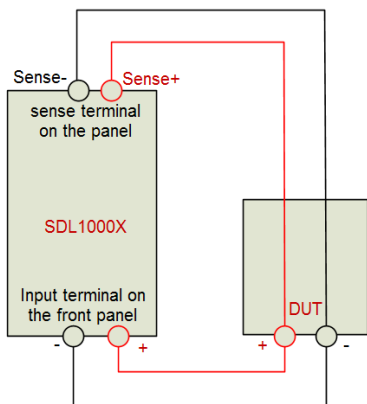 Sense-
Sense+
sense terminal
on the panel
SDL1000X
Input terminal on
the front panel
DUT
-
+
+
-